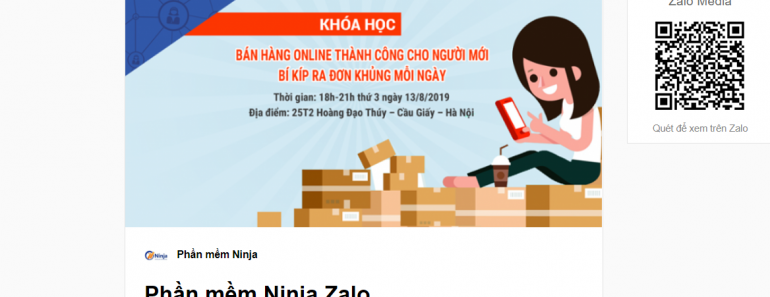 Zalo Media
KHÓA HỌC
BÁN HÀNG ONLINE THÀNH CÔNG CHO NGƯỜI MỚI
BÍ KÍP RA ĐƠN KHỦNG MỖI NGÀY
Thời gian: 18h-21h thứ 3 ngày 13/8/2019
Địa điểm: 25T2 Hoàng Đạo Thúy – Cầu Giấy – Hà Nội
Quét để xem trên Zalo
Ninja
Phần mềm Ninja
Phần mềm Ninja Zalo